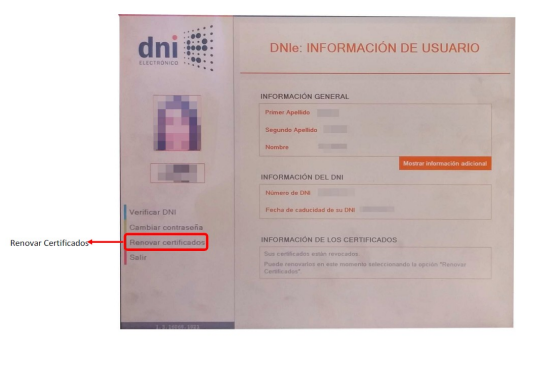 dni
ELECTRÓNICO
DNIe: INFORMACIÓN DE USUARIO
INFORMACIÓN GENERAL
Primer Apellido
Segundo Apellido
Nombre
Mostrar información adicional
INFORMACIÓN DEL DNI
Número de DNI
Fecha de caducidad de su DNI
INFORMACIÓN DE LOS CERTIFICADOS
Sus certificados están revocados.
Puede renovarlos en este momento seleccionando la opción "Renovar
Certificados".
Verificar DNI
Cambiar contraseña
Renovar certificados
Salir
Renovar Certificados